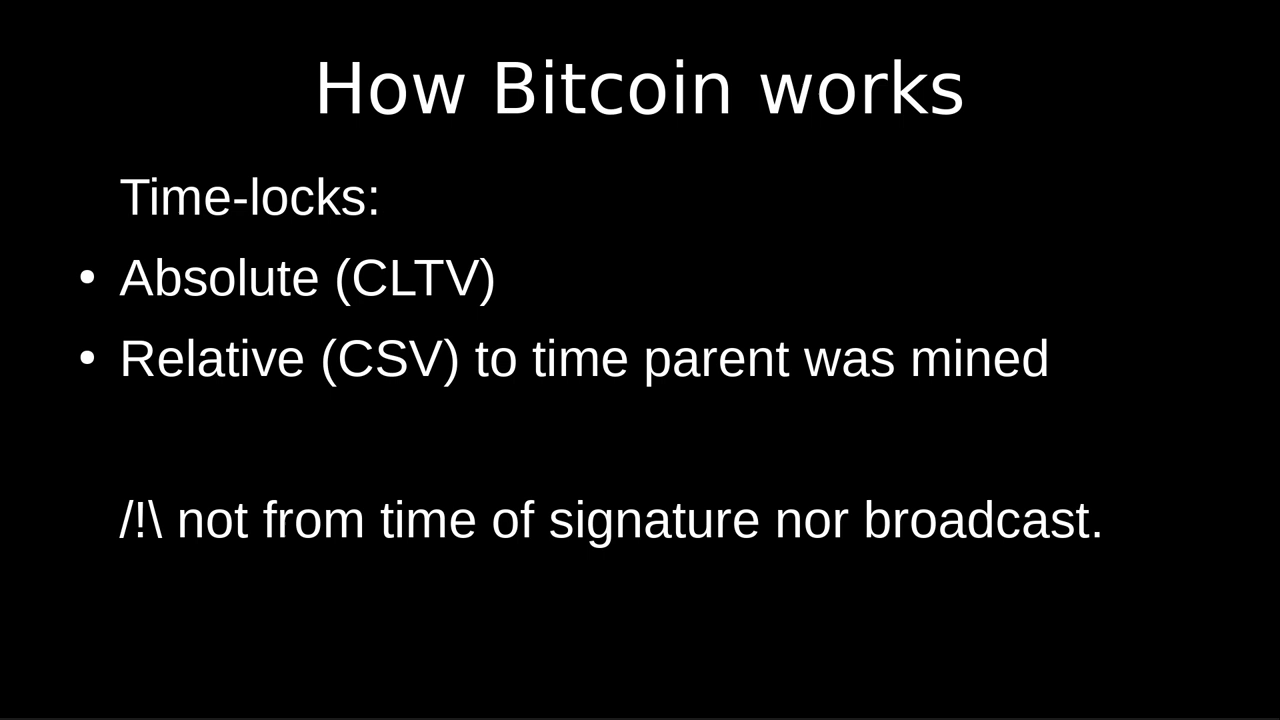 How Bitcoin works
Time-locks:
• Absolute (CLTV)
• Relative (CSV) to time parent was mined
/!\ not from time of signature nor broadcast.